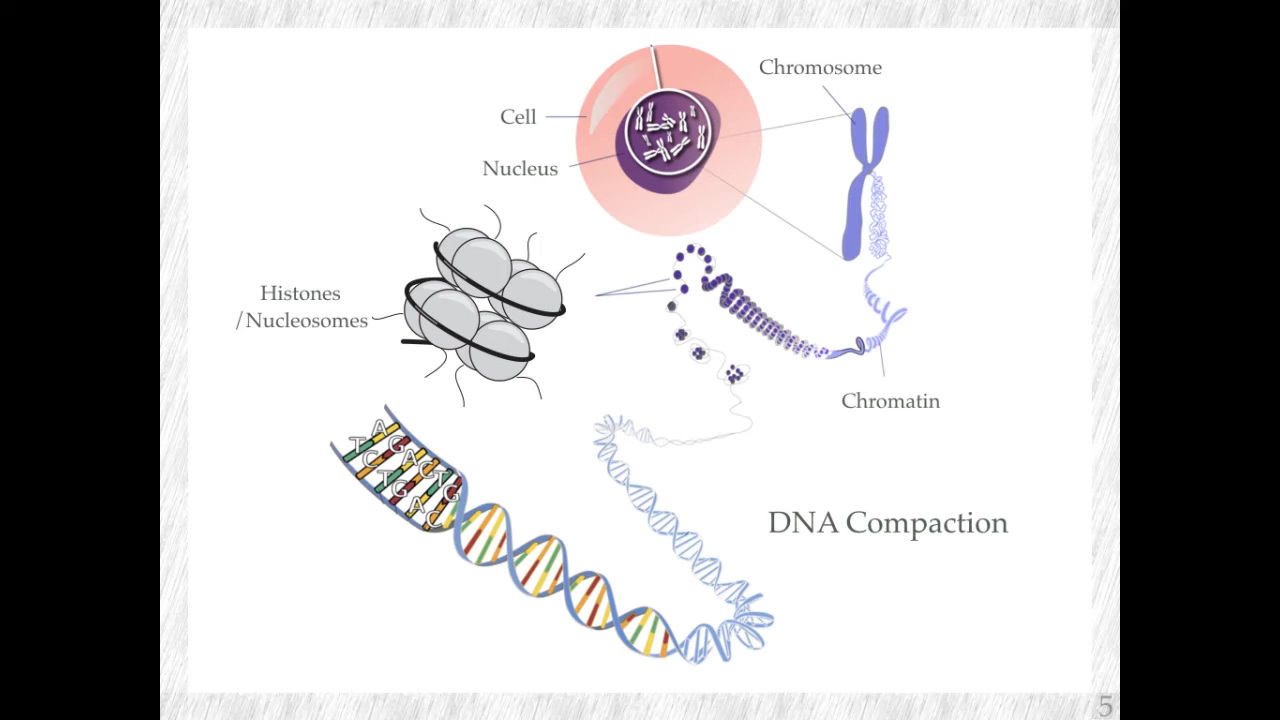 Chromosome
Cell
Nucleus
Histones
/Nucleosomes
Chromatin
T A
C G
A
T C
G T
A G
C
DNA Compaction
5